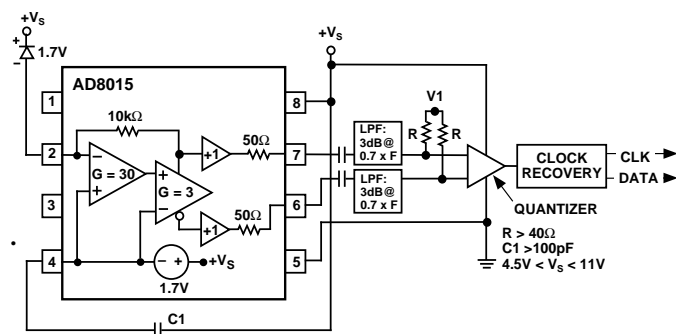 +VS
+VS
+
1.7V
–
AD8015
1
8
10kΩ
V1
LPF:
3dB@
0.7 x F
R
R
50Ω
+1
2
7
–
G = 30
+
+
G = 3
–
CLOCK
RECOVERY
CLK
DATA
LPF:
3dB@
0.7 x F
50Ω
+1
3
6
QUANTIZER
R > 40Ω
C1 >100pF
4.5V < VS < 11V
4
– +
+VS
5
1.7V
C1